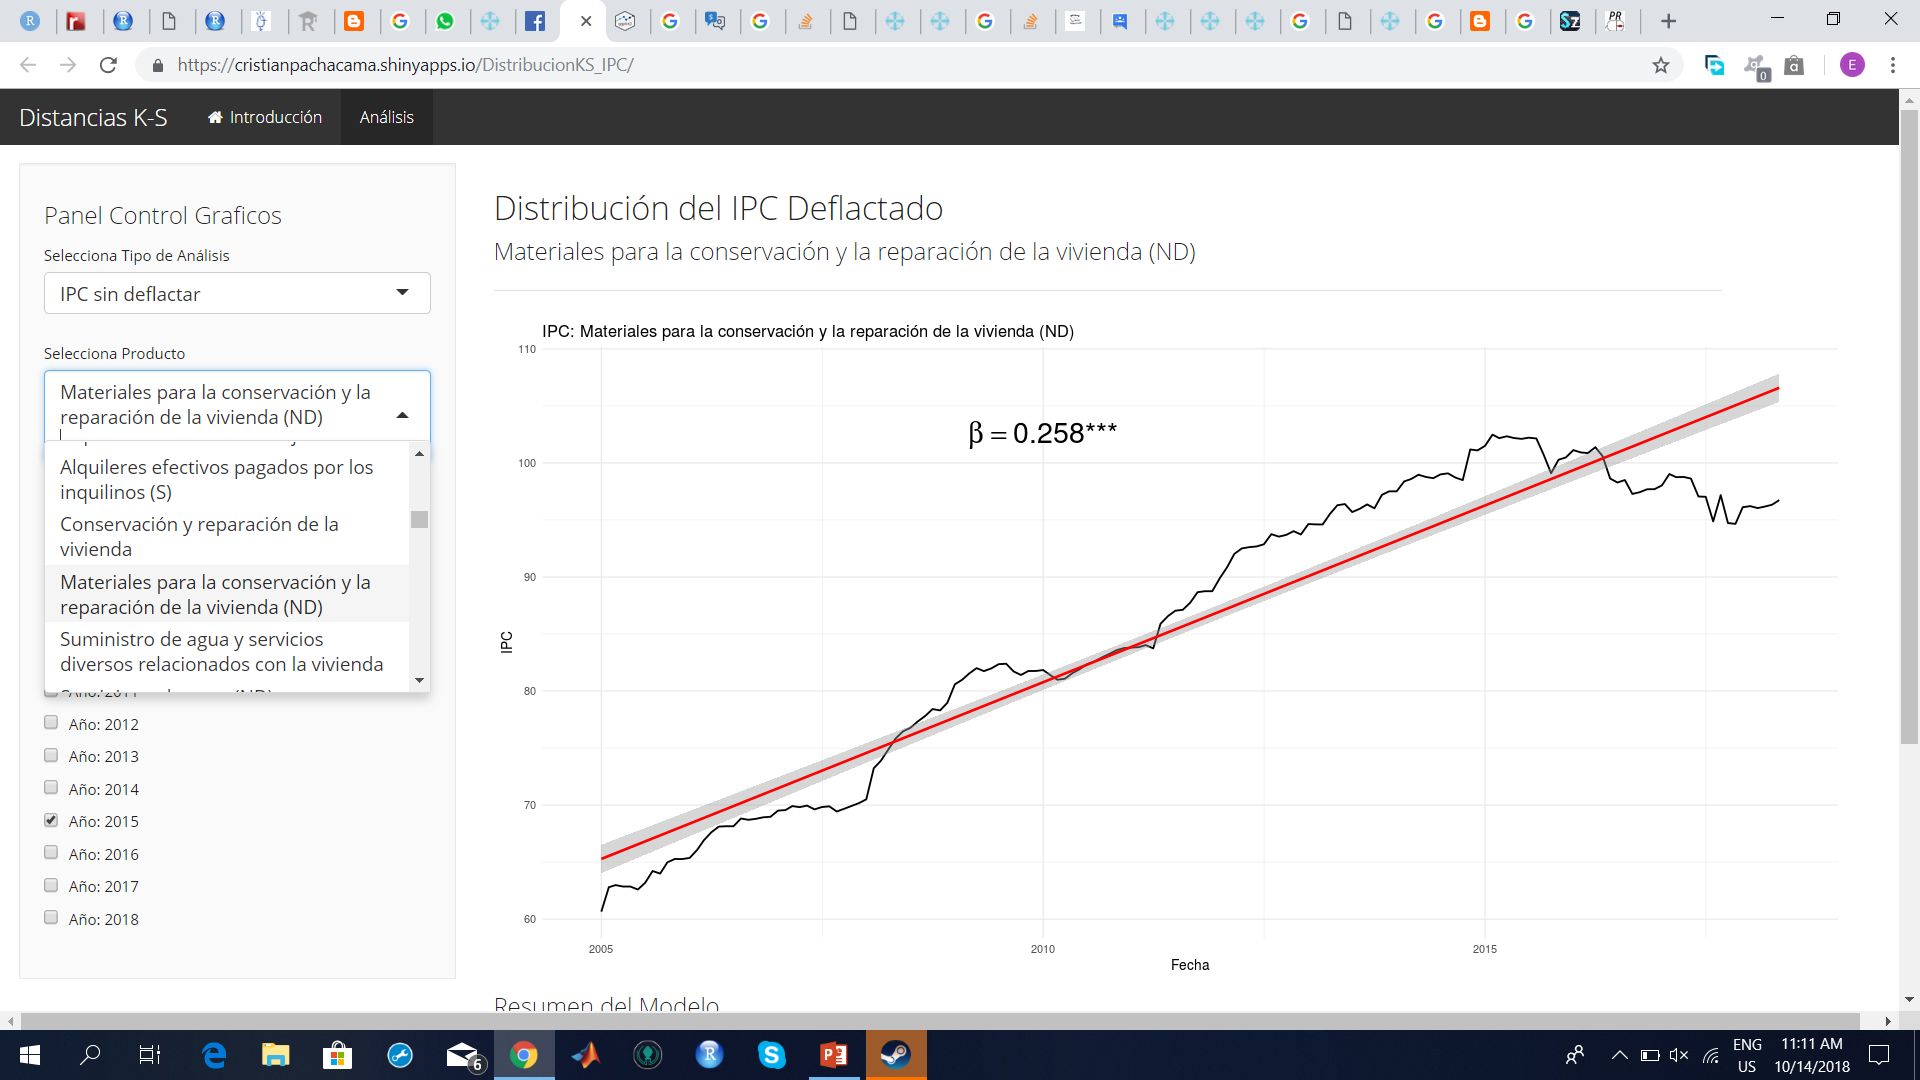 https://cristianpachacama.shinyapps.io/DistribucionKS_IPC/
0
E
Distancias K-S
Introducción
Análisis
Panel Control Graficos
Selecciona Tipo de Análisis
IPC sin deflactar
Selecciona Producto
Materiales para la conservación y la
reparación de la vivienda (ND)
Alquileres efectivos pagados por los
inquilinos (S)
Conservación y reparación de la
vivienda
Materiales para la conservación y la
reparación de la vivienda (ND)
Suministro de agua y servicios
diversos relacionados con la vivienda
Año: 2012
Año: 2013
Año: 2014
Año: 2015
Año: 2016
Año: 2017
Año: 2018
Distribución del IPC Deflactado
Materiales para la conservación y la reparación de la vivienda (ND)
IPC: Materiales para la conservación y la reparación de la vivienda (ND)
β = 0.258***
110
100
90
80
70
60
IPC
2005
2010
2015
Fecha
Resumen del Modelo
6
ENG
US
11:11 AM
10/14/2018